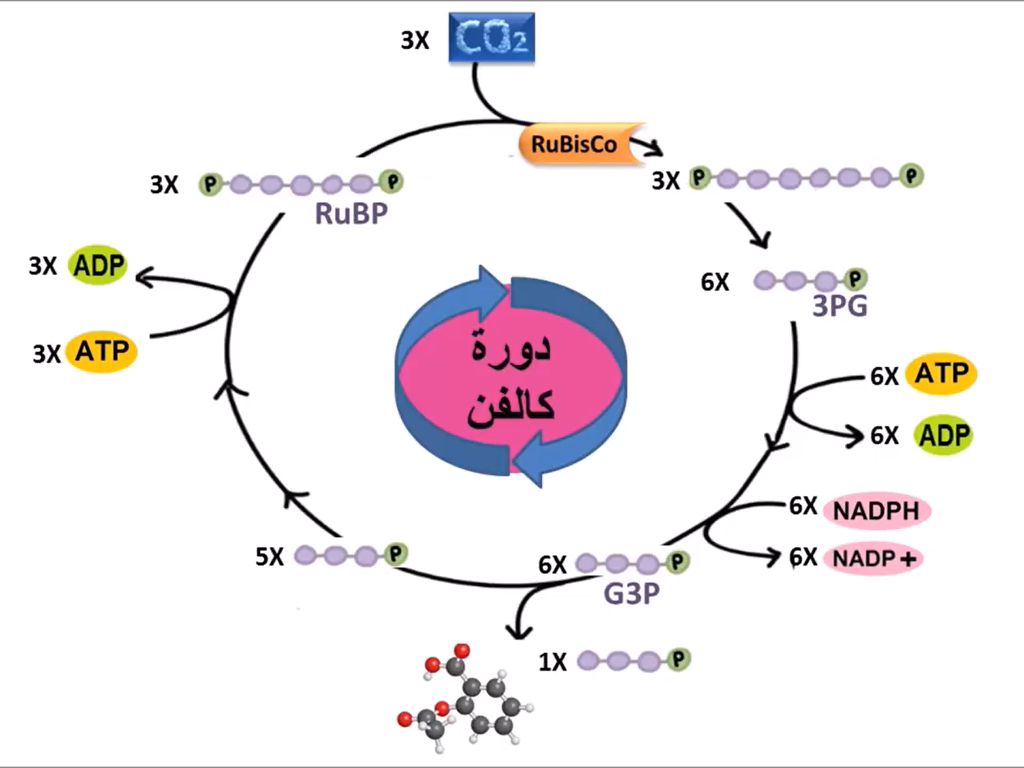 3X CO2
RuBisCo
3X P P
RuBP
3X P P
6X P
3PG
6X ATP
6X ADP
6X NADPH
6X NADP+
6X P
G3P
1X P
5X P
3X ATP
3X ADP
دورة
كالفن